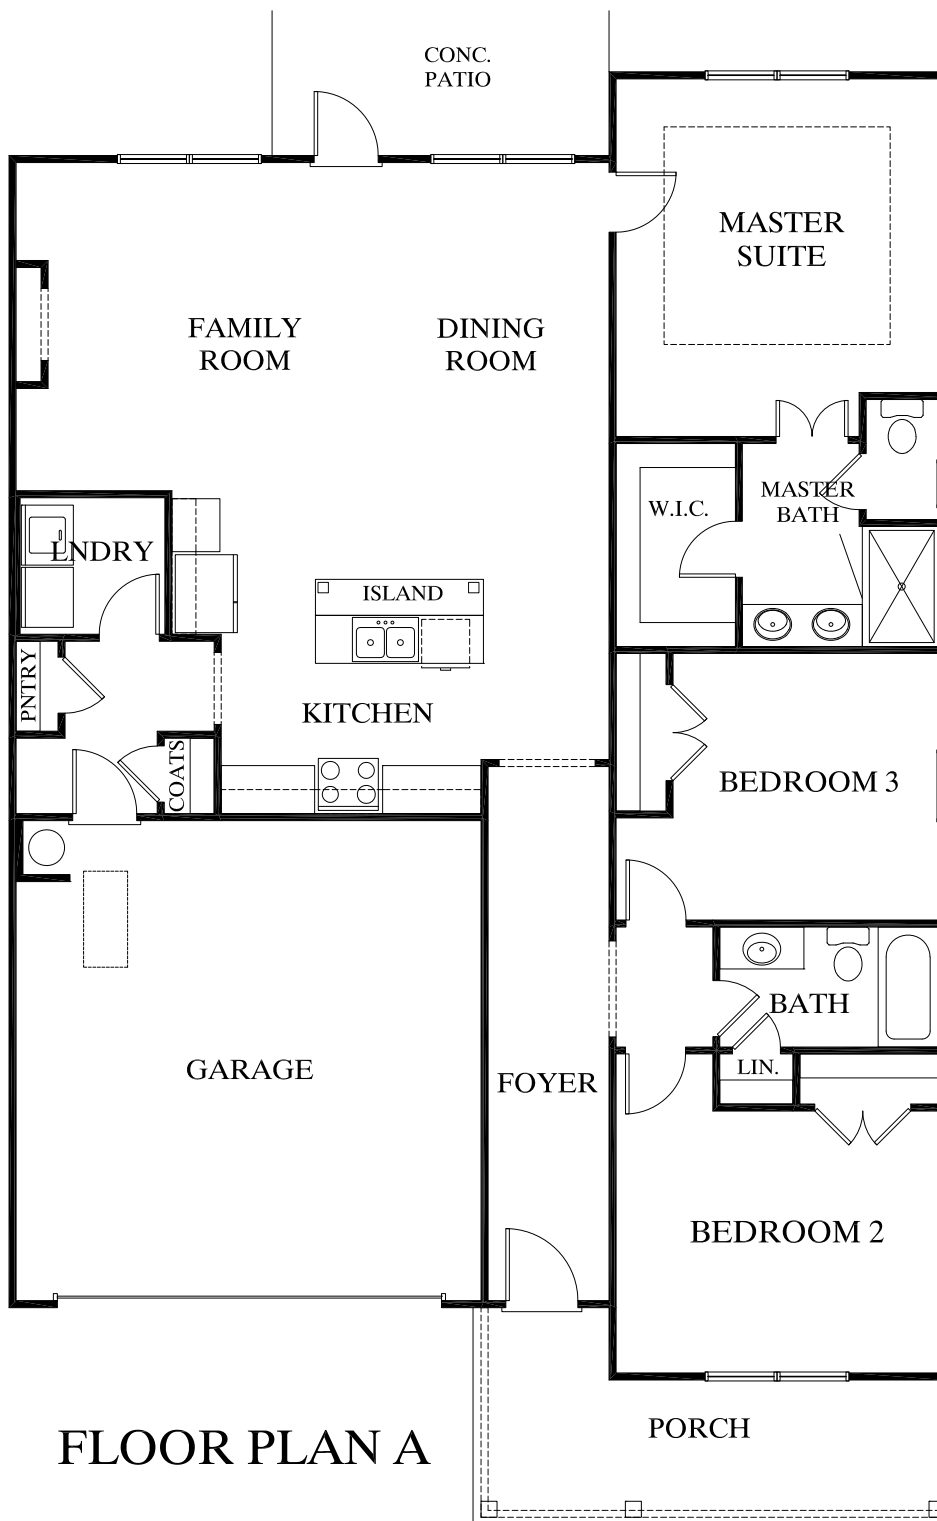 CONC.
PATIO
MASTER
SUITE
FAMILY
ROOM
DINING
ROOM
W.I.C.
MASTER
BATH
LNDRY
ISLAND
PNTRY
KITCHEN
COATS
BEDROOM 3
BATH
LIN.
GARAGE
FOYER
BEDROOM 2
PORCH
FLOOR PLAN A